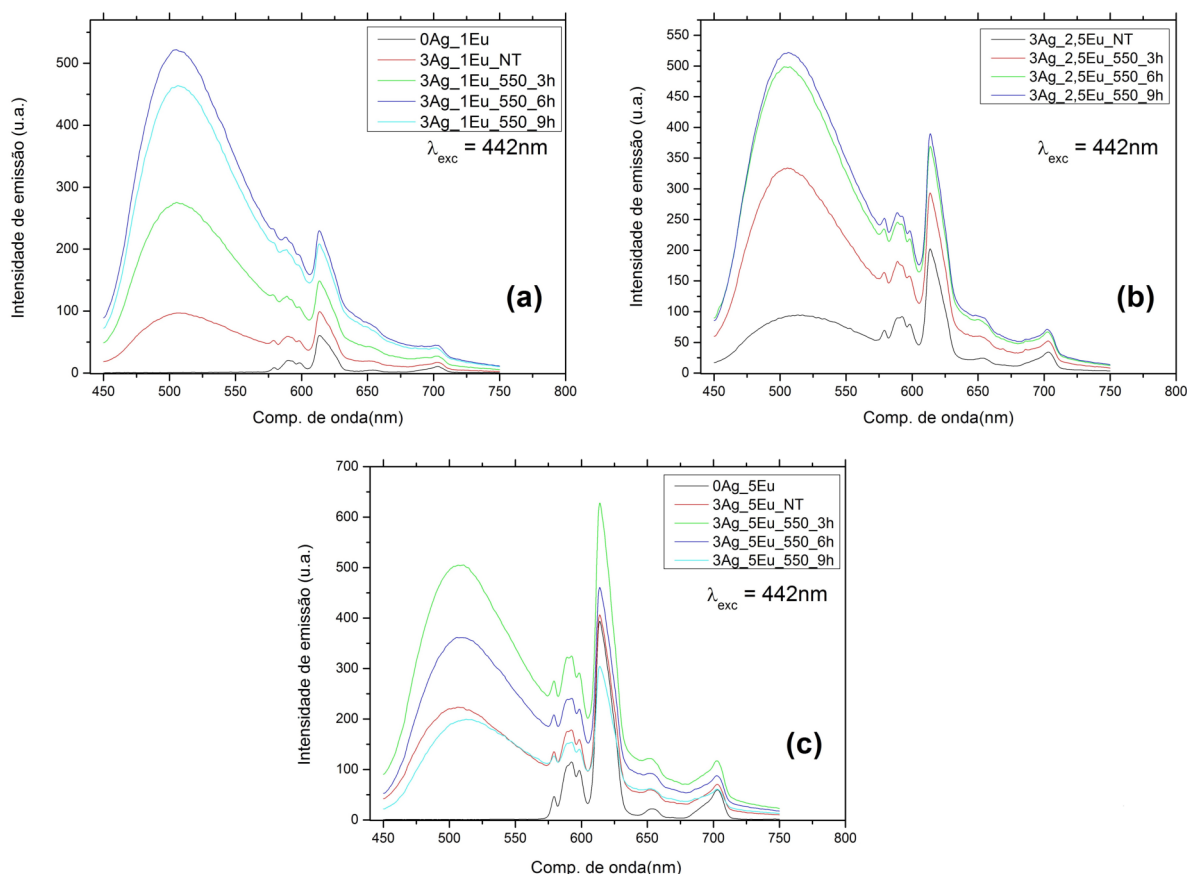 0Ag_1Eu
3Ag_1Eu_NT
3Ag_1Eu_550_3h
3Ag_1Eu_550_6h
3Ag_1Eu_550_9h
λexc = 442nm
(a)
Intensidade de emissão (u.a.)
500
400
300
200
100
0
400 450 500 550 600 650 700 750 800
Comp. de onda(nm)
3Ag_2,5Eu_NT
3Ag_2,5Eu_550_3h
3Ag_2,5Eu_550_6h
3Ag_2,5Eu_550_9h
λexc = 442nm
(b)
Intensidade de emissão (u.a.)
550
500
450
400
350
300
250
200
150
100
50
0
400 450 500 550 600 650 700 750 800
Comp. de onda(nm)
0Ag_5Eu
3Ag_5Eu_NT
3Ag_5Eu_550_3h
3Ag_5Eu_550_6h
3Ag_5Eu_550_9h
λexc = 442nm
(c)
Intensidade de emissão (u.a.)
700
600
500
400
300
200
100
0
450 500 550 600 650 700 750 800
Comp. de onda(nm)